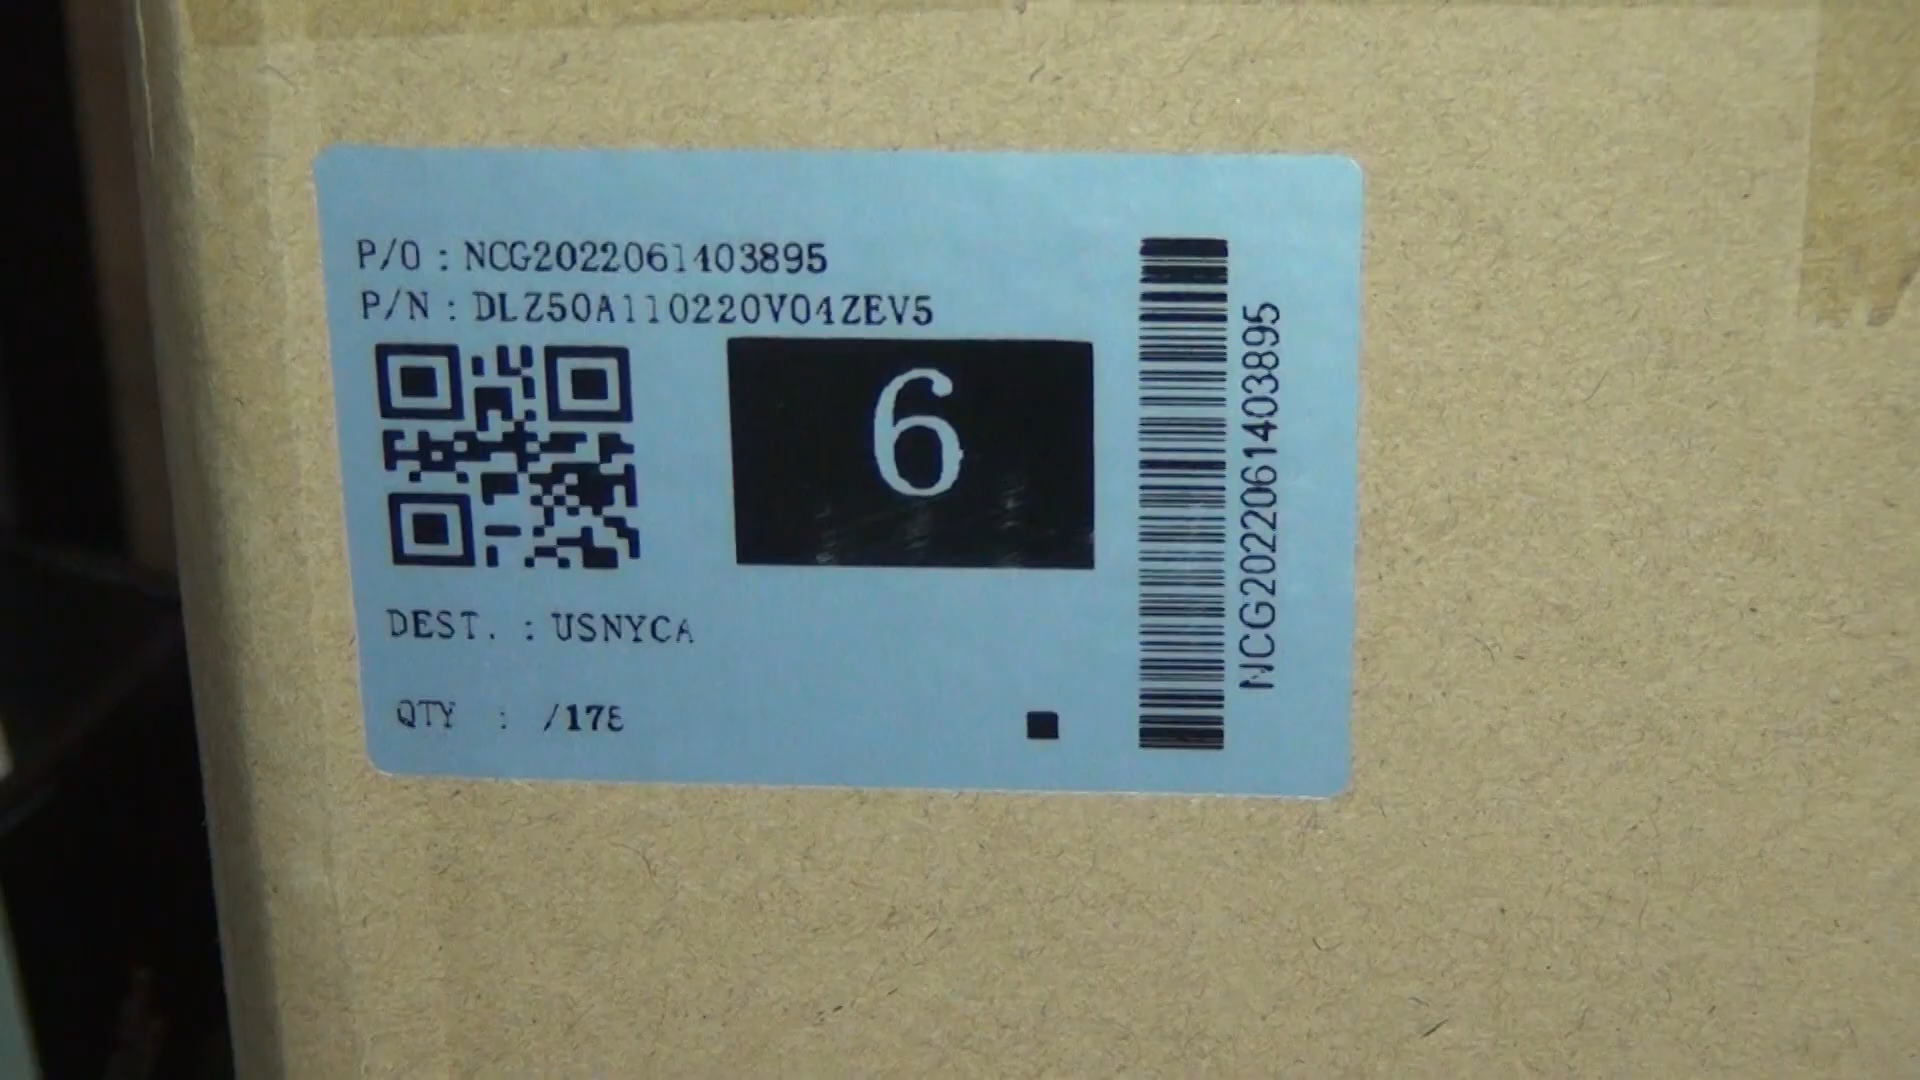 P/O : NCG2022061403895
P/N : DLZ50A110220V04ZEV5
6
DEST. : USNYCA
QTY : /178
NCG2022061403895